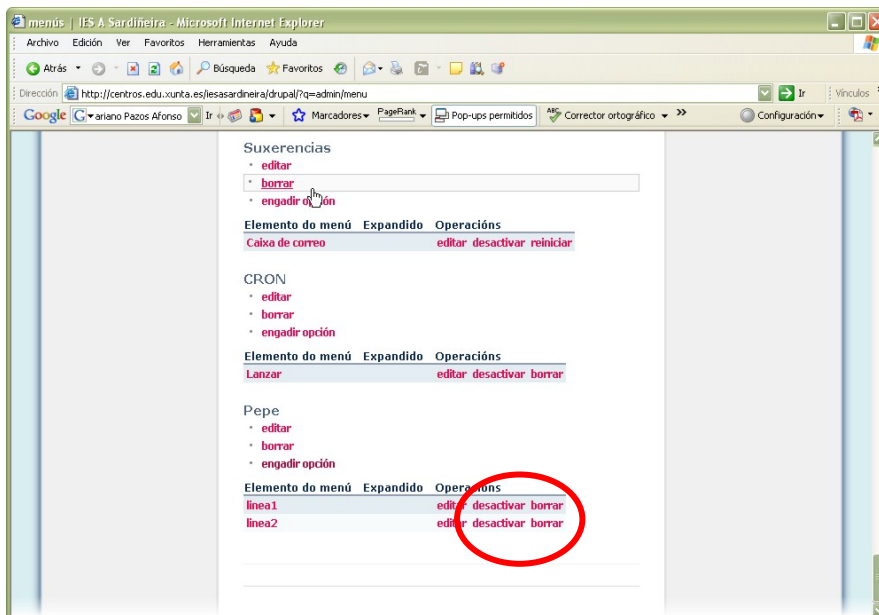 menús | IES A Sardiñeira - Microsoft Internet Explorer
Archivo Edición Ver Favoritos Herramientas Ayuda
Atrás Búsqueda Favoritos
Dirección http://centros.edu.xunta.es/iesasardineira/drupal/?q=admin/menu Ir Vínculos
Google G ariano Pazos Afonso Ir Marcadores PageRank Pop-ups permitidos ABC Corrector ortográfico » Configuración
Suxerencias
editar
borrar
engadir opción
Elemento do menú Expandido Operacións
Caixa de correo editar desactivar reiniciar
CRON
editar
borrar
engadir opción
Elemento do menú Expandido Operacións
Lanzar editar desactivar borrar
Pepe
editar
borrar
engadir opción
Elemento do menú Expandido Operacións
linea1 editar desactivar borrar
linea2 editar desactivar borrar